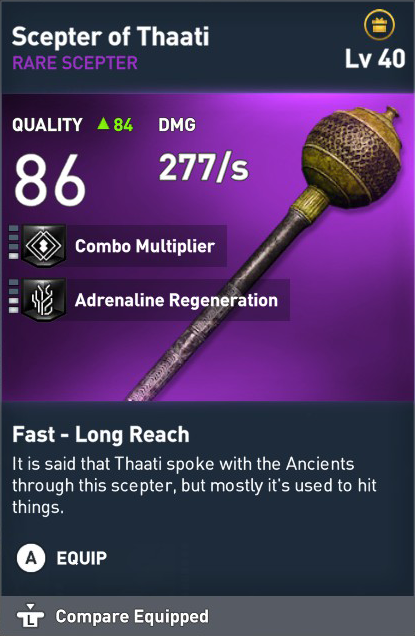 Scepter of Thaati
RARE SCEPTER
Lv 40
QUALITY ▲84 DMG
86 277/s
Combo Multiplier
Adrenaline Regeneration
Fast - Long Reach
It is said that Thaati spoke with the Ancients
through this scepter, but mostly it's used to hit
things.
A EQUIP
L Compare Equipped